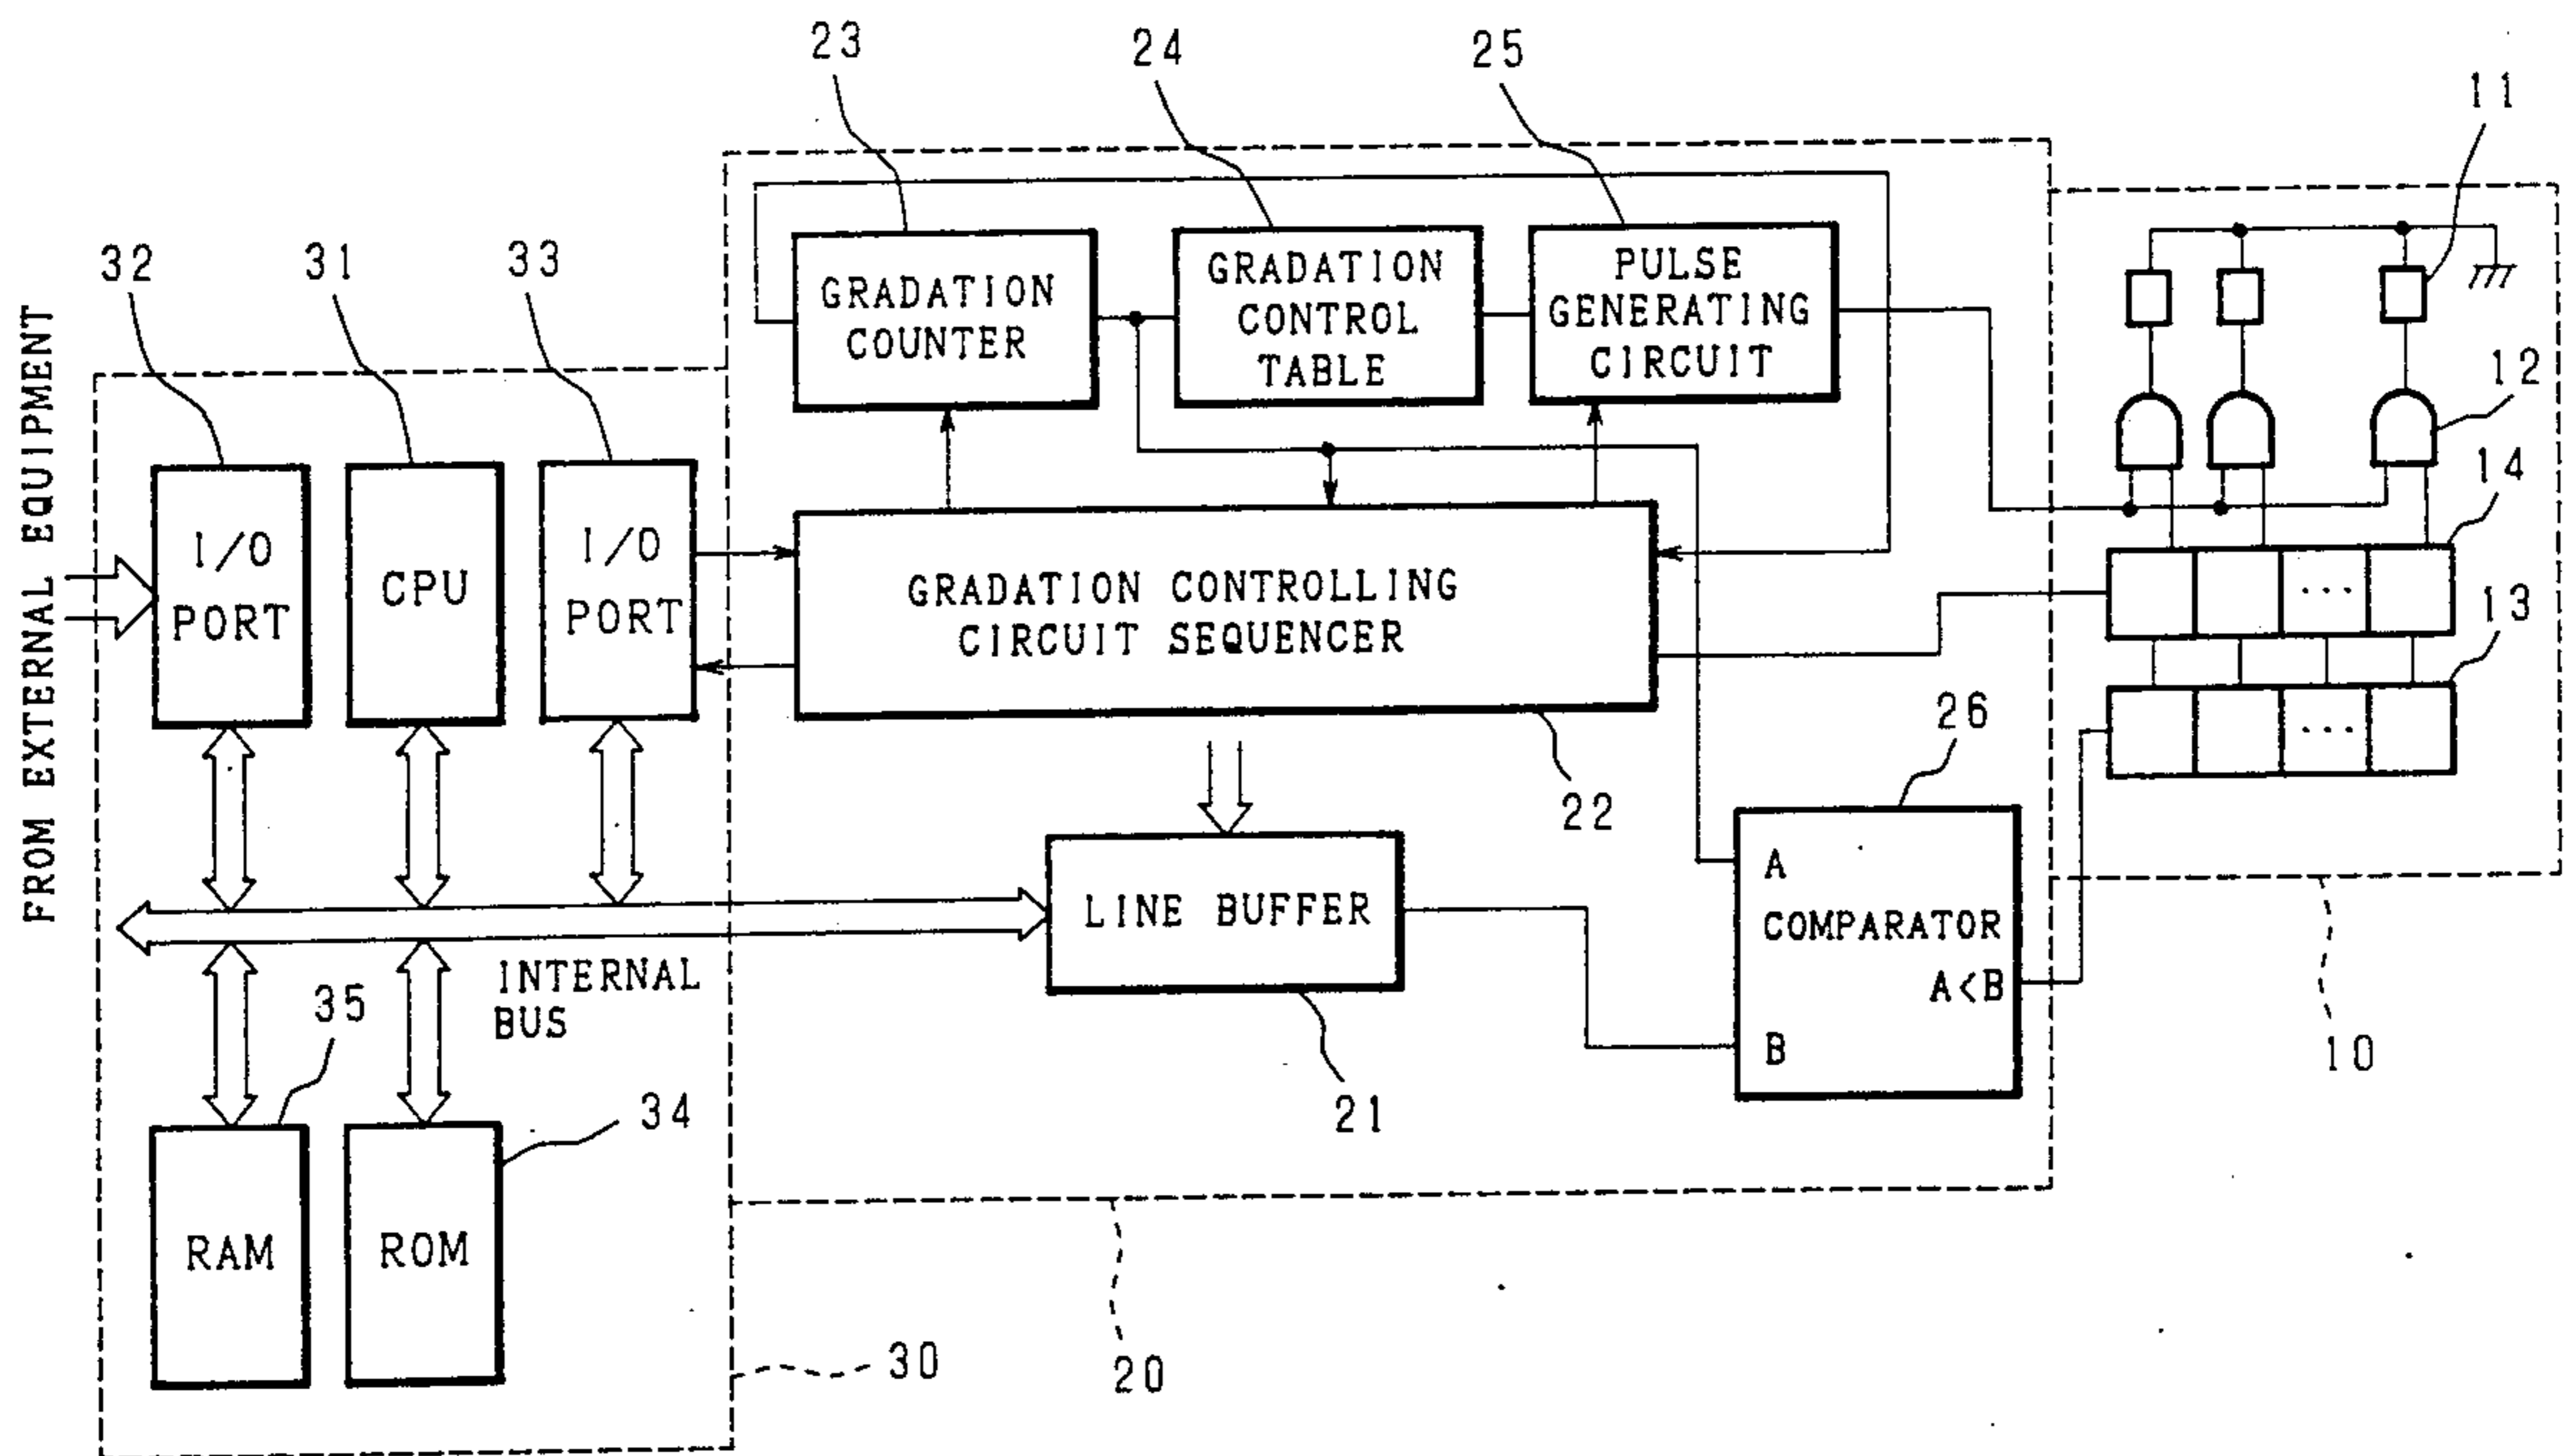 23
24
25
11
32
31
33
GRADATION
COUNTER
GRADATION
CONTROL
TABLE
PULSE
GENERATING
CIRCUIT
12
14
13
FROM EXTERNAL EQUIPMENT
I/O
PORT
CPU
I/O
PORT
GRADATION CONTROLLING
CIRCUIT SEQUENCER
...
...
22
26
LINE BUFFER
A
COMPARATOR
A<B
B
INTERNAL
BUS
35
34
21
10
RAM
ROM
30
20